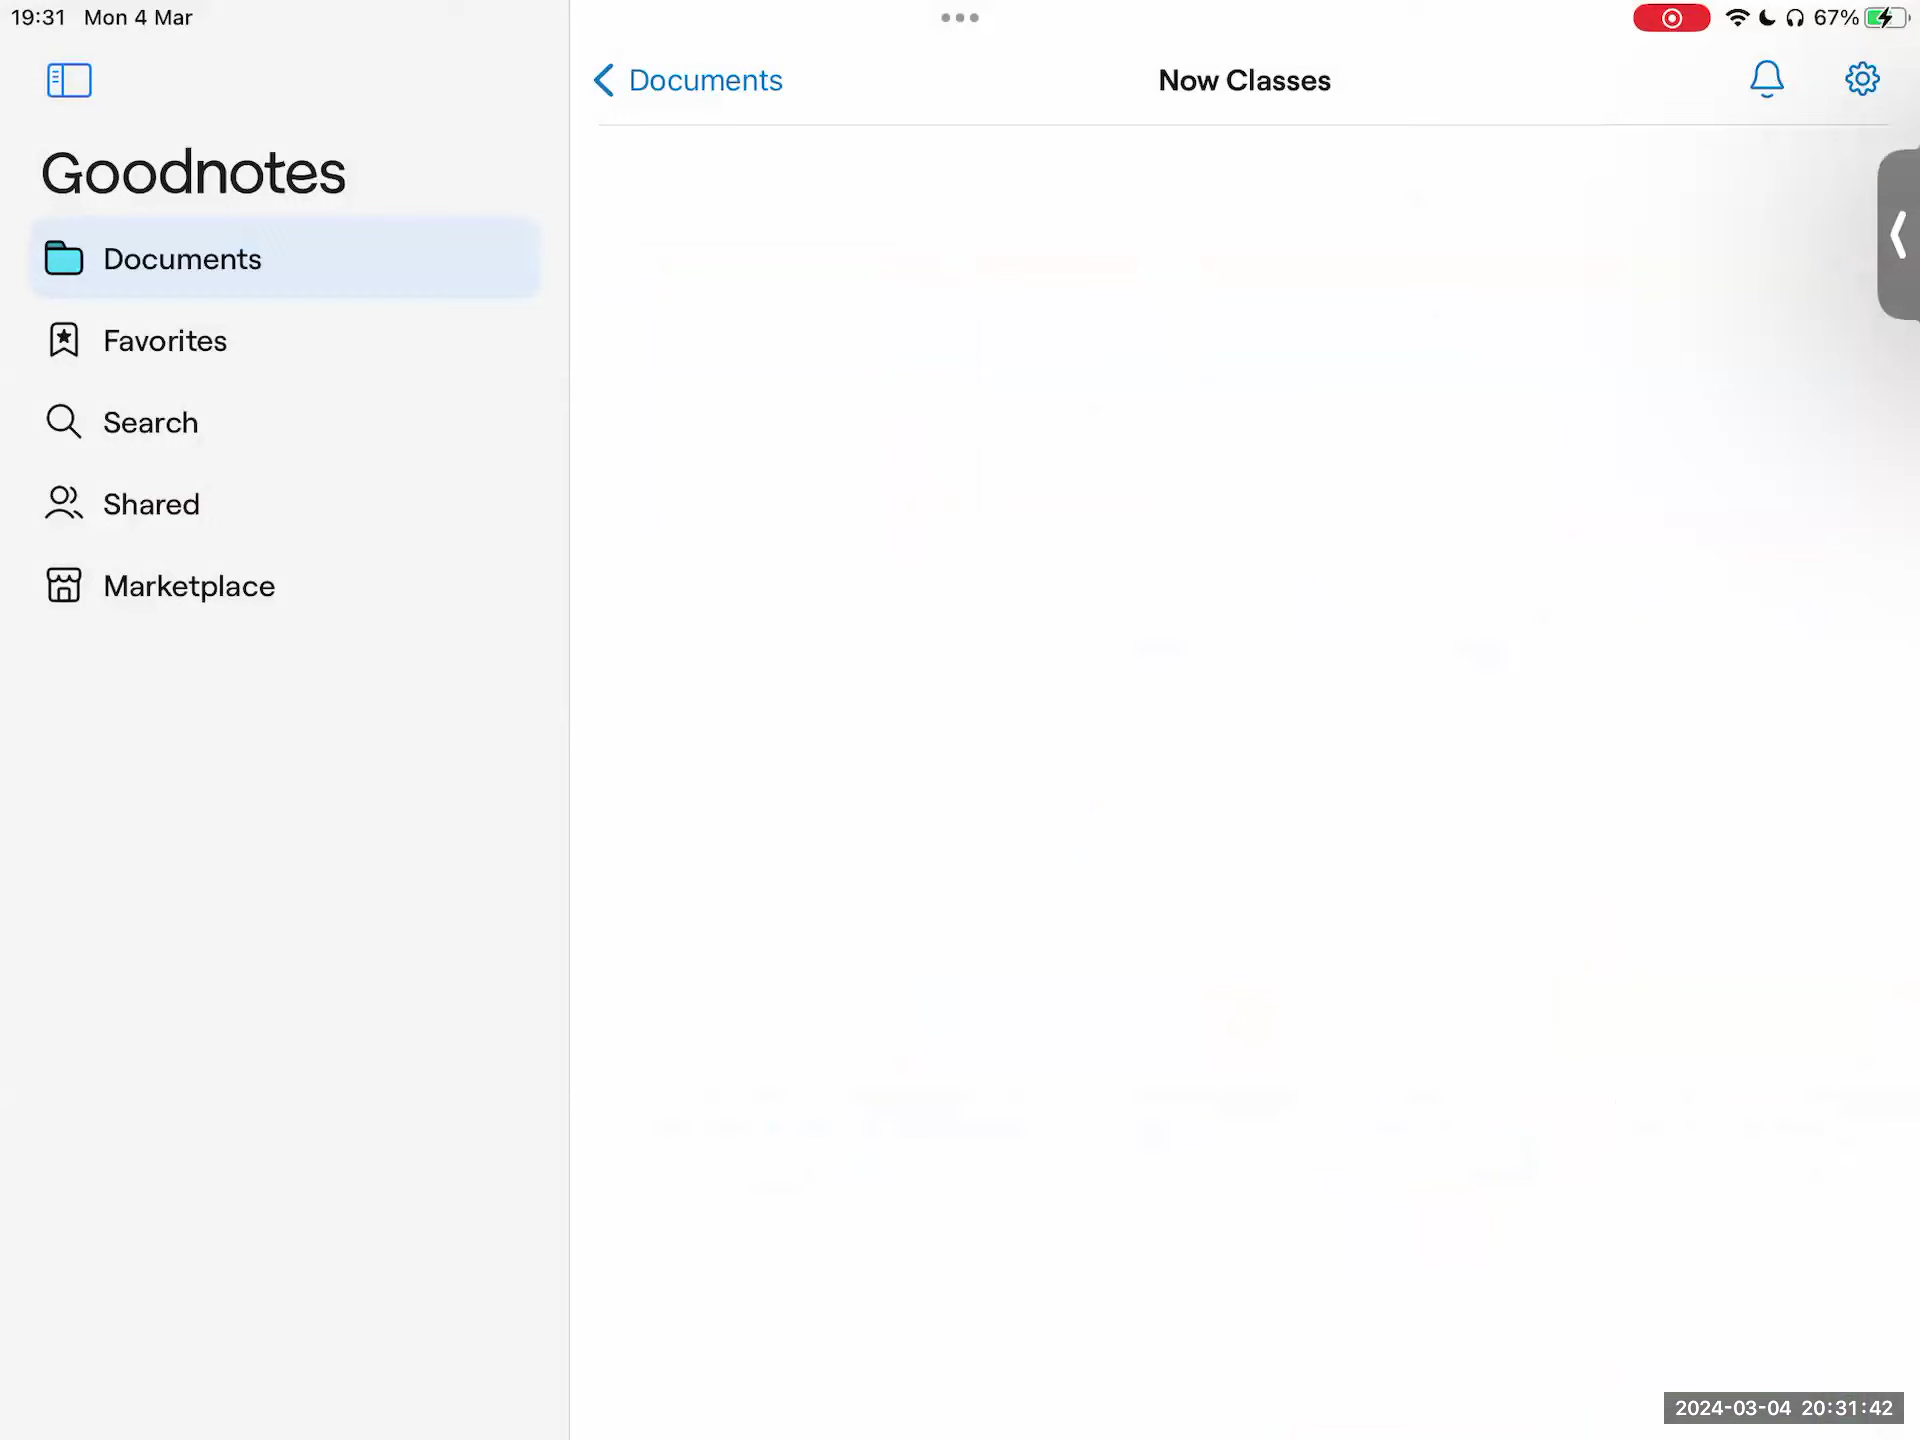 19:31 Mon 4 Mar
67%
Documents
Now Classes
Goodnotes
Documents
Favorites
Search
Shared
Marketplace
2024-03-04 20:31:42